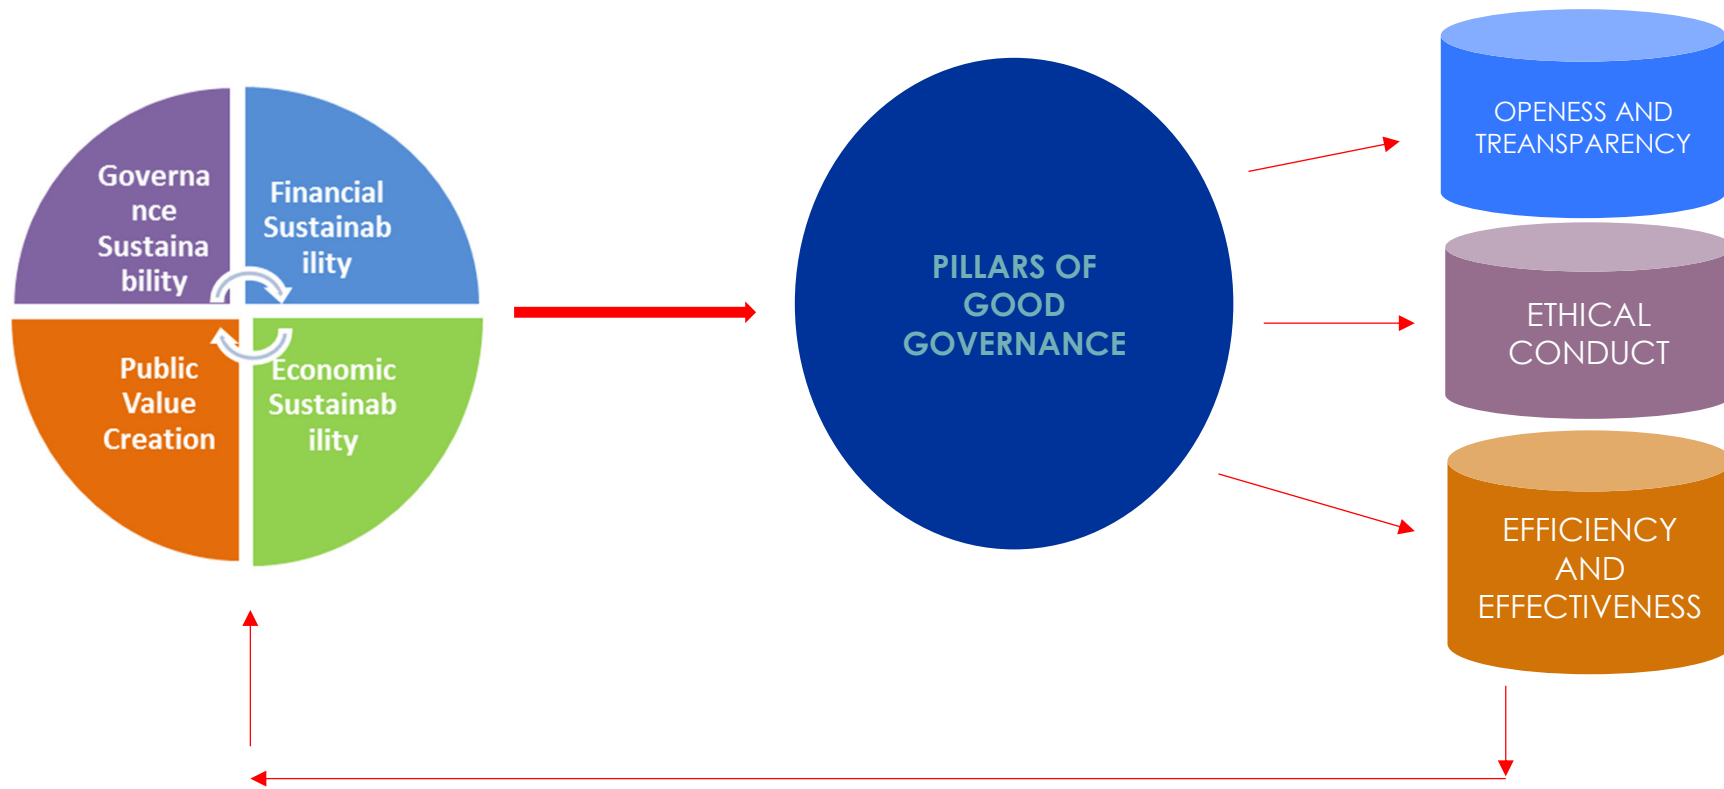 Governa
nce
Sustaina
bility
Financial
Sustainab
ility
Public
Value
Creation
Economic
Sustainab
ility
PILLARS OF
GOOD
GOVERNANCE
OPENESS AND
TREANSPARENCY
ETHICAL
CONDUCT
EFFICIENCY
AND
EFFECTIVENESS